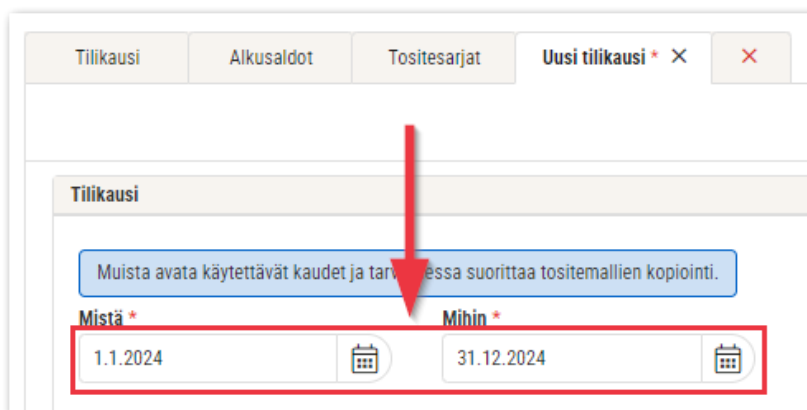 Tilikausi Alkusaldot Tositesarjat Uusi tilikausi * ✕ ✕
Tilikausi
Muista avata käytettävät kaudet ja suorittaa tositemallien kopiointi.
Mistä * Mihin *
1.1.2024 31.12.2024